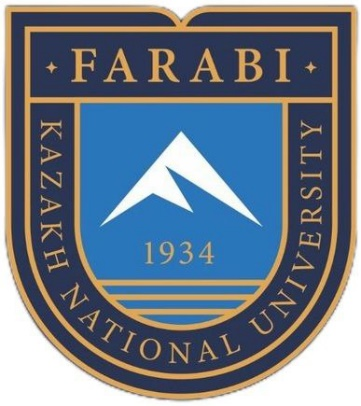 FARABI
KAZAKH NATIONAL UNIVERSITY
1934